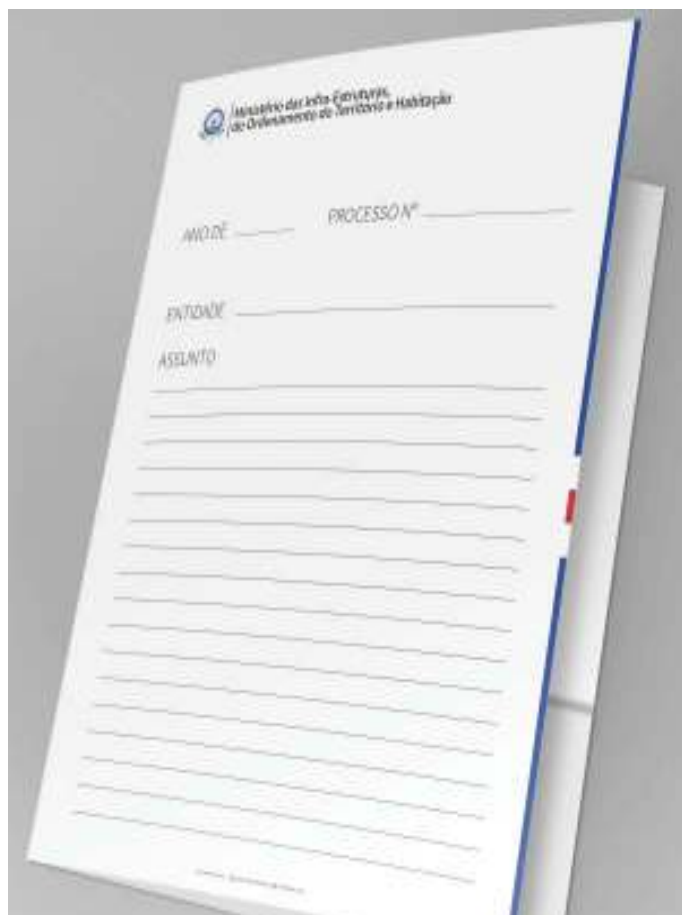 Ministério das Infra-Estruturas,
do Ordenamento do Território e Habitação
ANO DE PROCESSO Nº
ENTIDADE
ASSUNTO